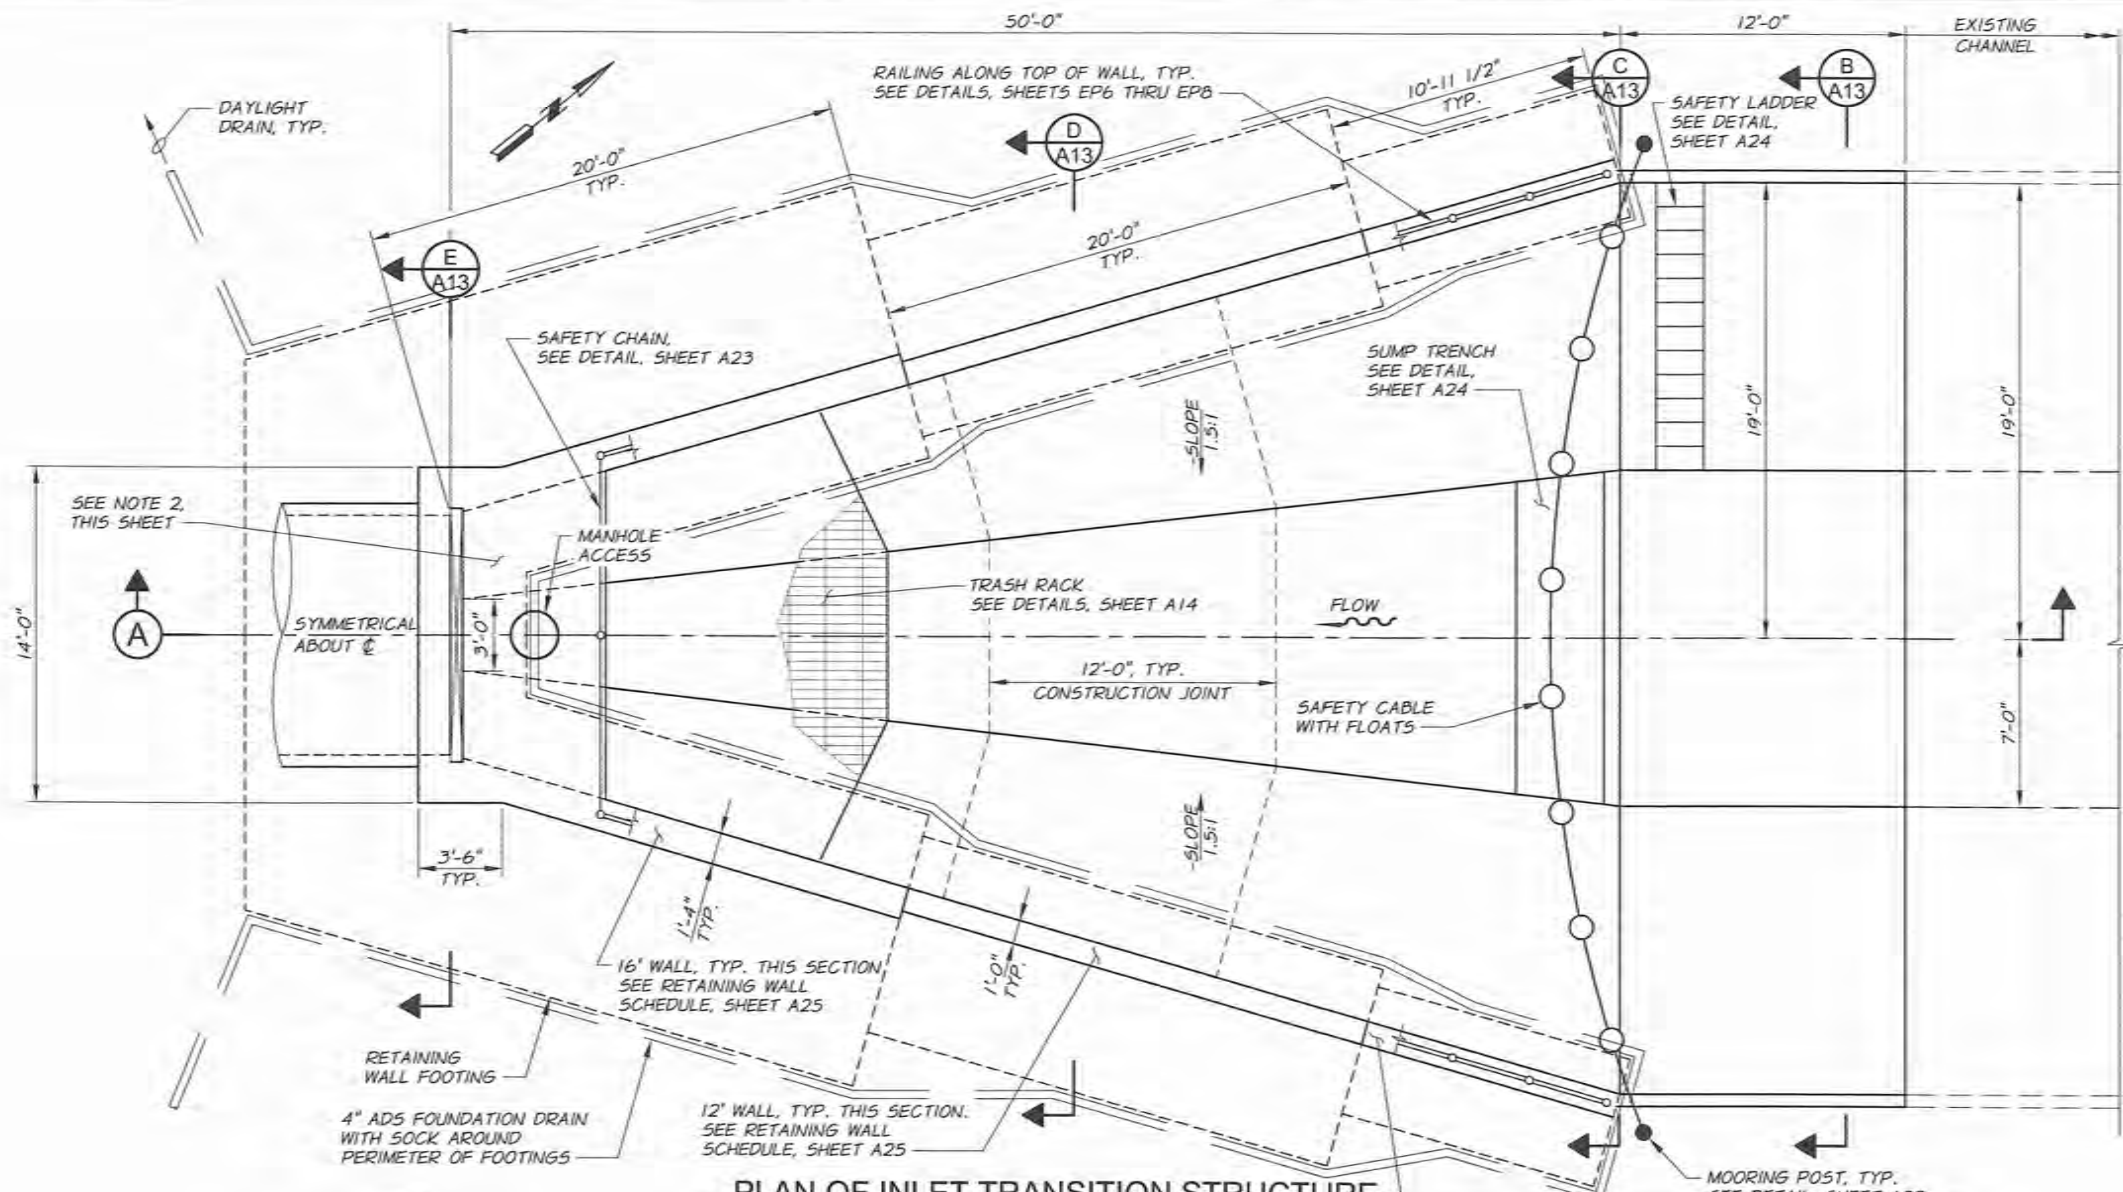 50'-0"
12'-0"
EXISTING
CHANNEL
RAILING ALONG TOP OF WALL, TYP.
SEE DETAILS, SHEETS EP6 THRU EP8
10'-11 1/2"
TYP.
C
A13
B
A13
SAFETY LADDER
SEE DETAIL,
SHEET A24
DAYLIGHT
DRAIN, TYP.
20'-0"
TYP.
D
A13
20'-0"
TYP.
E
A13
SAFETY CHAIN,
SEE DETAIL, SHEET A23
SUMP TRENCH
SEE DETAIL,
SHEET A24
SLOPE
1.5:1
19'-0"
19'-0"
SEE NOTE 2,
THIS SHEET
MANHOLE
ACCESS
TRASH RACK
SEE DETAILS, SHEET A14
FLOW
14'-0"
A
SYMMETRICAL
ABOUT ℄
3'-0"
12'-0", TYP.
CONSTRUCTION JOINT
SAFETY CABLE
WITH FLOATS
7'-0"
SLOPE
1.5:1
3'-6"
TYP.
1'-4"
TYP.
1'-0"
TYP.
16' WALL, TYP. THIS SECTION
SEE RETAINING WALL
SCHEDULE, SHEET A25
RETAINING
WALL FOOTING
4" ADS FOUNDATION DRAIN
WITH SOCK AROUND
PERIMETER OF FOOTINGS
12' WALL, TYP. THIS SECTION.
SEE RETAINING WALL
SCHEDULE, SHEET A25
MOORING POST, TYP.
PLAN OF INLET TRANSITION STRUCTURE